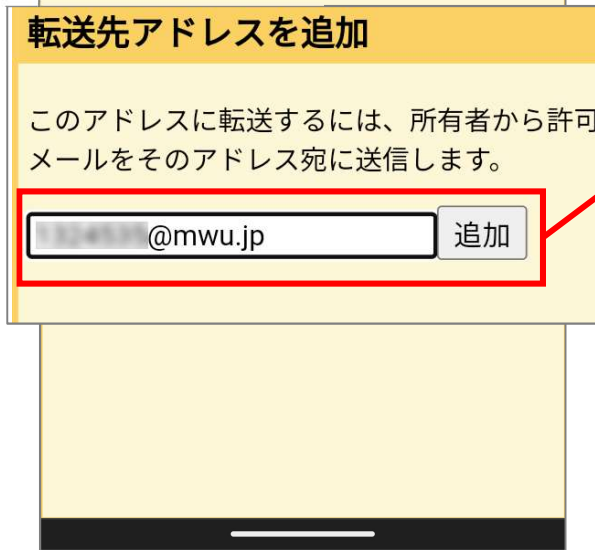 転送先アドレスを追加
このアドレスに転送するには、所有者から許可
メールをそのアドレス宛に送信します。
@mwu.jp 追加